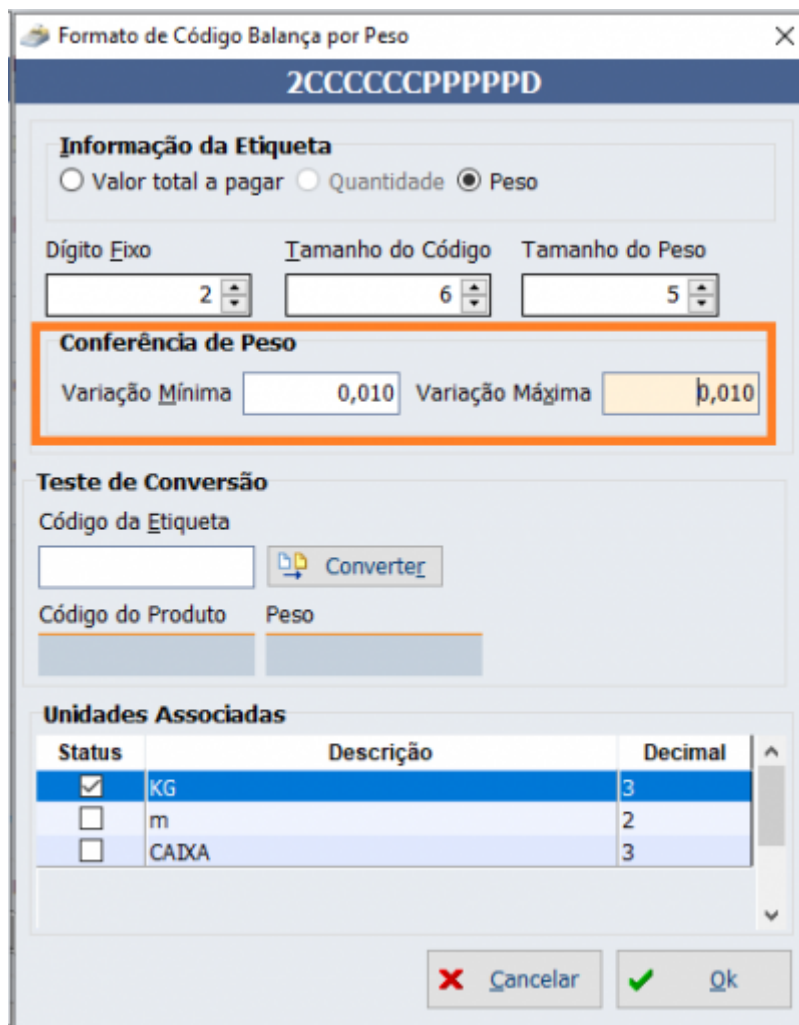 Formato de Código Balança por Peso
2CCCCCCPPPPPD
Informação da Etiqueta
Valor total a pagar Quantidade Peso
Dígito Fixo Tamanho do Código Tamanho do Peso
2 6 5
Conferência de Peso
Variação Mínima 0,010 Variação Máxima 0,010
Teste de Conversão
Código da Etiqueta
Converter
Código do Produto Peso
Unidades Associadas
Status Descrição Decimal
KG 3
m 2
CAIXA 3
Cancelar Ok